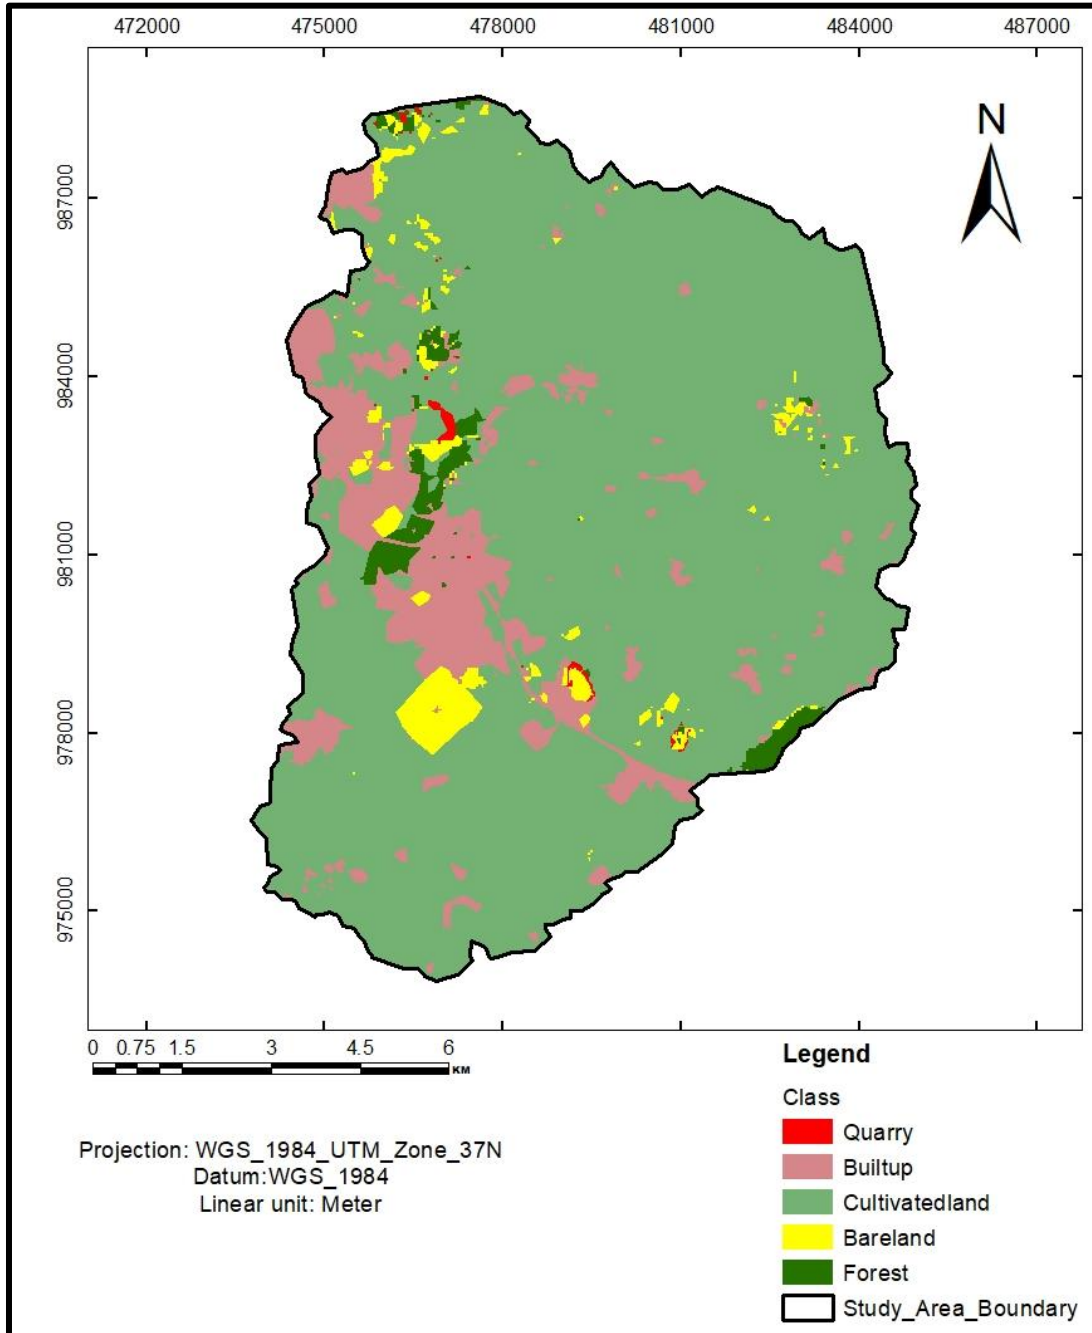 472000 475000 478000 481000 484000 487000
N
987000
984000
981000
978000
975000
0 0.75 1.5 3 4.5 6
KM
Projection: WGS_1984_UTM_Zone_37N
Datum:WGS_1984
Linear unit: Meter
Legend
Class
Quarry
Builtup
Cultivatedland
Bareland
Forest
Study_Area_Boundary